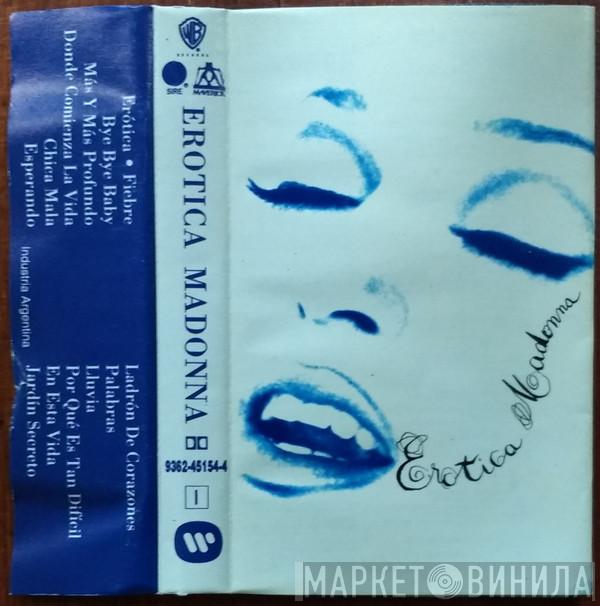 Erótica • Fiebre
Bye Bye Baby
Más Y Más Profundo
Donde Comienza La Vida
Chica Mala
Esperando
Industria Argentina
Ladrón De Corazones
Palabras
Lluvia
Por Qué Es Tan Difícil
En Esta Vida
Jardín Secreto
WB
RECORDS
SIRE
MAVERICK
EROTICA MADONNA
9362-45154-4
I
Erotica Madonna
МАРКЕТ ВИНИЛА